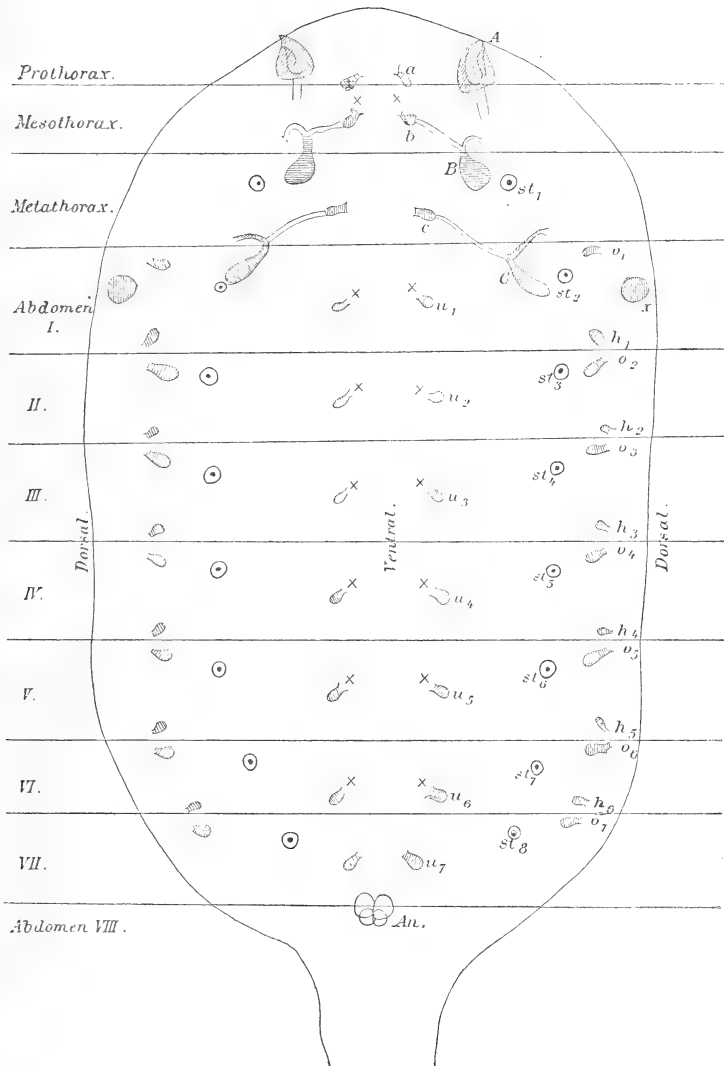 A
Prothorax.
a
× ×
Mesothorax.
b
B
st₁
Metathorax.
c
o₁
C
st₂
× ×
Abdomen I.
u₁
x
h₁
o₂
st₃
× ×
II.
u₂
h₂
o₃
st₄
× ×
III.
u₃
Dorsal.
Ventral.
Dorsal.
h₃
o₄
st₅
× ×
IV.
u₄
h₄
o₅
st₆
× ×
V.
u₅
h₅
o₆
st₇
× ×
VI.
u₆
h₆
o₇
st₈
VII.
u₇
An.
Abdomen VIII.